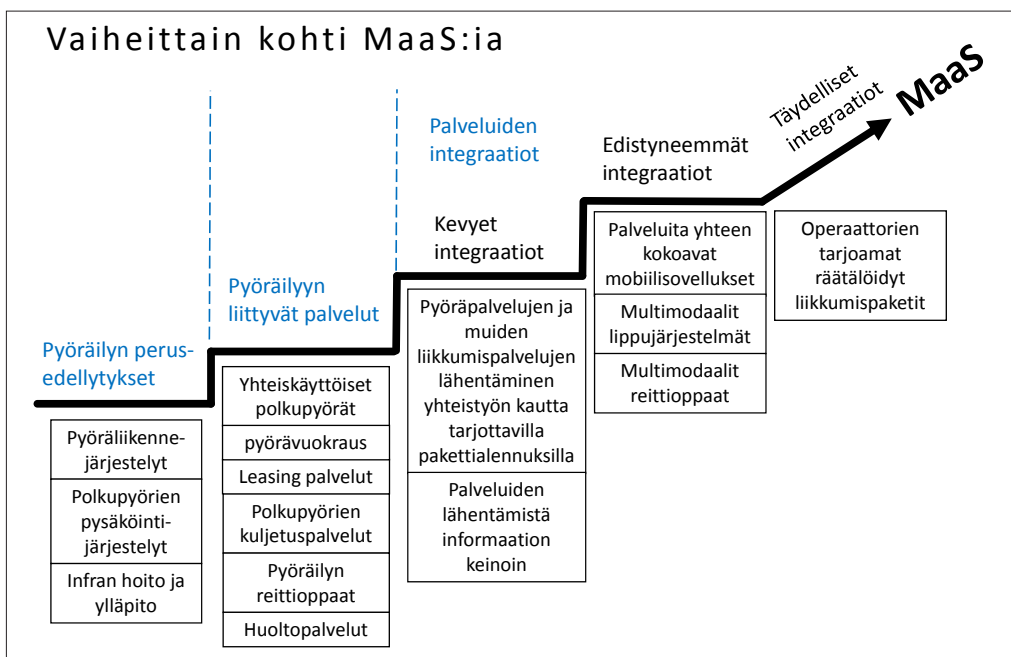 Vaiheittain kohti MaaS:ia
Pyöräilyn perus-
edellytykset
Pyöräliikenne-
järjestelyt
Polkupyörien
pysäköinti-
järjestelyt
Infran hoito ja
ylläpito
Pyöräilyyn
liittyvät palvelut
Yhteiskäyttöiset
polkupyörät
pyörävuokraus
Leasing palvelut
Polkupyörien
kuljetuspalvelut
Pyöräilyn
reittioppaat
Huoltopalvelut
Palveluiden
integraatiot
Kevyet
integraatiot
Pyöräpalvelujen ja
muiden
liikkumispalvelujen
lähentäminen
yhteistyön kautta
tarjottavilla
pakettialennuksilla
Palveluiden
lähentämistä
informaation
keinoin
Edistyneemmät
integraatiot
Palveluita yhteen
kokoavat
mobiilisovellukset
Multimodaalit
lippujärjestelmät
Multimodaalit
reittioppaat
Täydelliset
integraatiot
MaaS
Operaattorien
tarjoamat
räätälöidyt
liikkumispaketit